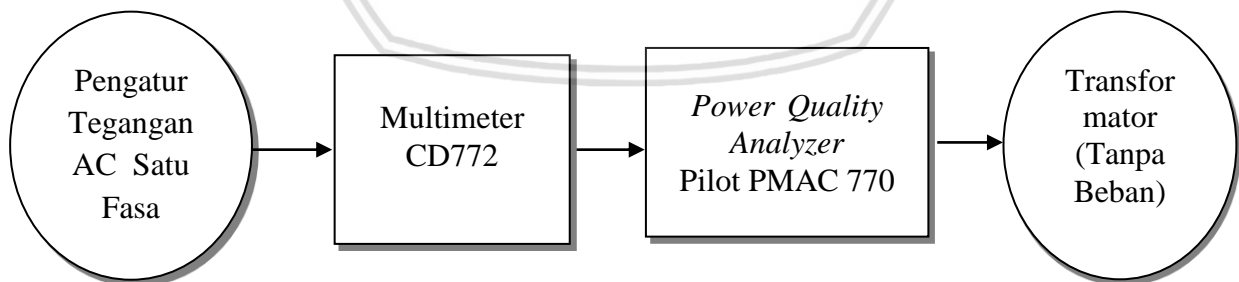 Pengatur
Tegangan
AC Satu
Fasa
Multimeter
CD772
Power Quality
Analyzer
Pilot PMAC 770
Transfor
mator
(Tanpa
Beban)